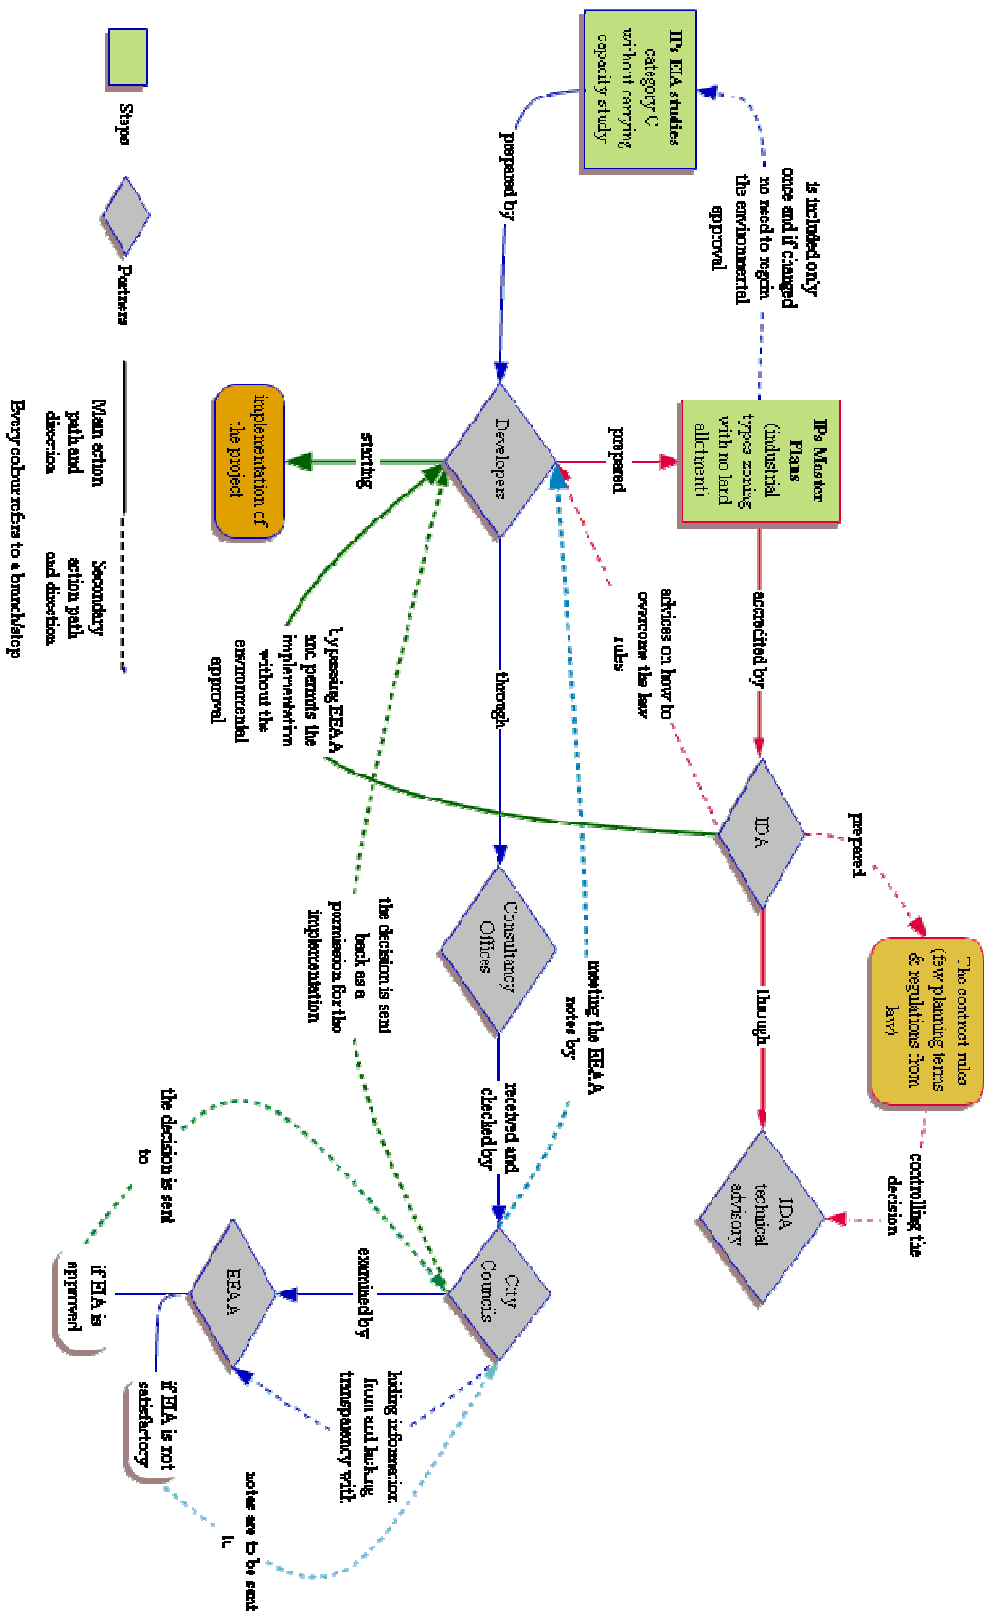 IPs EIA studies
category C
without carrying
capacity study
is included only
once and if changed
no need to regain
the environmental
approval
IPs Master
Plans
(industrial
types zoning
with no land
allotment)
accredited by
IDA
prepared
The contract rules
(few planning terms
& regulations from
law)
controlling the
decision
through
IDA
technical
advisory
prepared by
prepared
advices on how to
overcome the law
rules
Developers
starting
implementation of
the project
through
Consultancy
Offices
received and
checked by
City
Councils
meeting the EEAA
notes by
bypassing EEAA
and permits the
implementation
without the
environmental
approval
the decision is sent
back as a
permission for the
implementation
examined by
EEAA
hiding information
from and lacking
transparency with
the decision is sent
to
if EIA is
approved
if EIA is not
satisfactory
notes are to be sent
Steps
Partners
Main action
path and
direction
Secondary
action path
and direction
Every colour refers to a branch/step